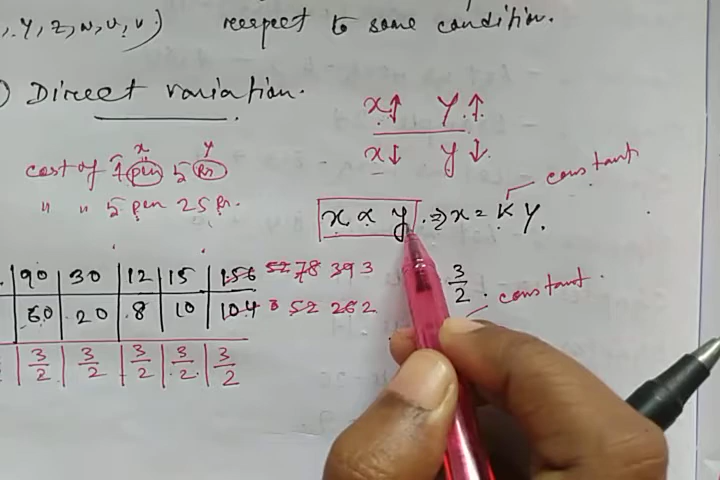 ., Y, Z, W, U, V) respect to some condition.
) Direct variation.
x↑ Y↑
x↓ Y↓
x y
cost of 1 pen 5 Rs
" " 5 pen 25 Rs.
constant
x ∝ y ⇒ x = K Y.
90 30 12 15 156 52 78 39 3
60 20 8 10 104 52 26 2
3/2 3/2 3/2 3/2 3/2
3/2. constant